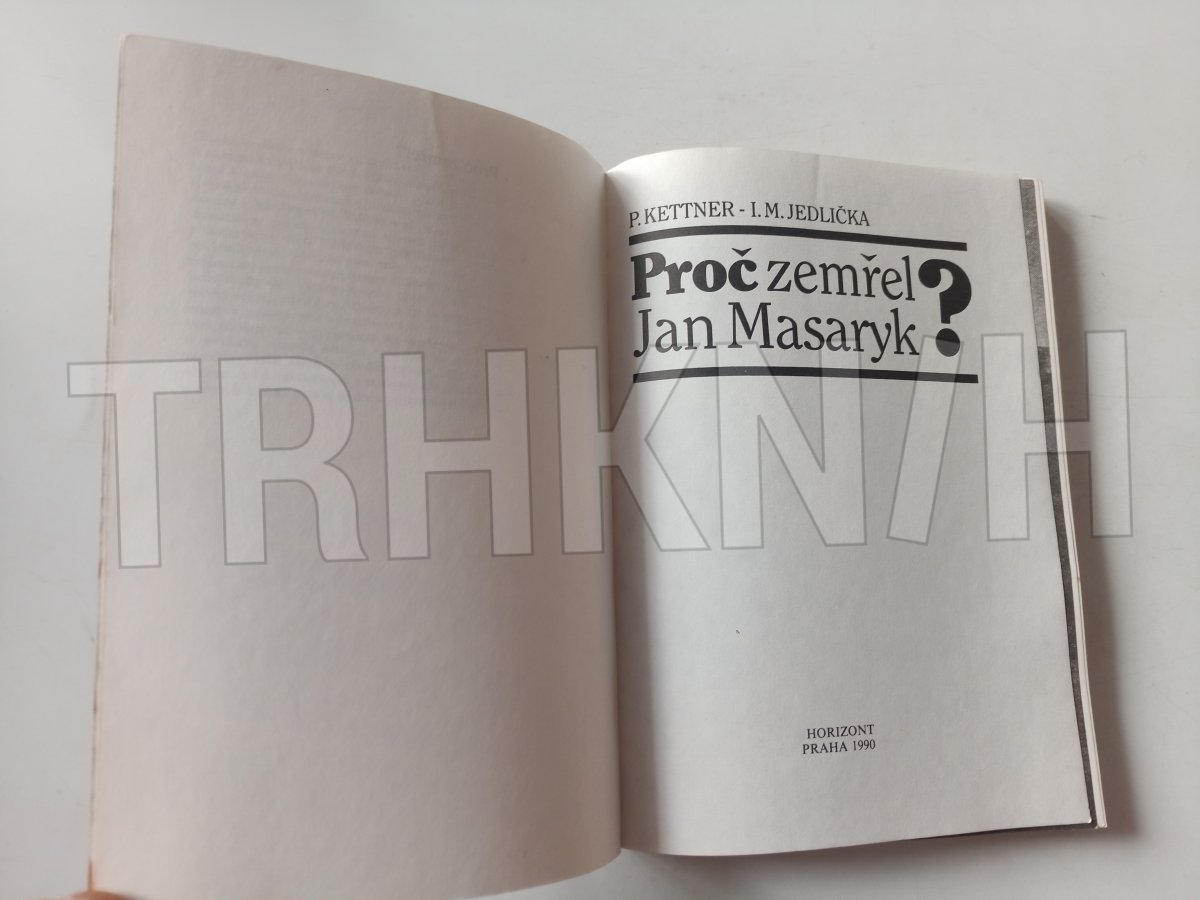 P. KETTNER - I. M. JEDLIČKA
Proč zemřel
Jan Masaryk?
TRHKNIH
HORIZONT
PRAHA 1990